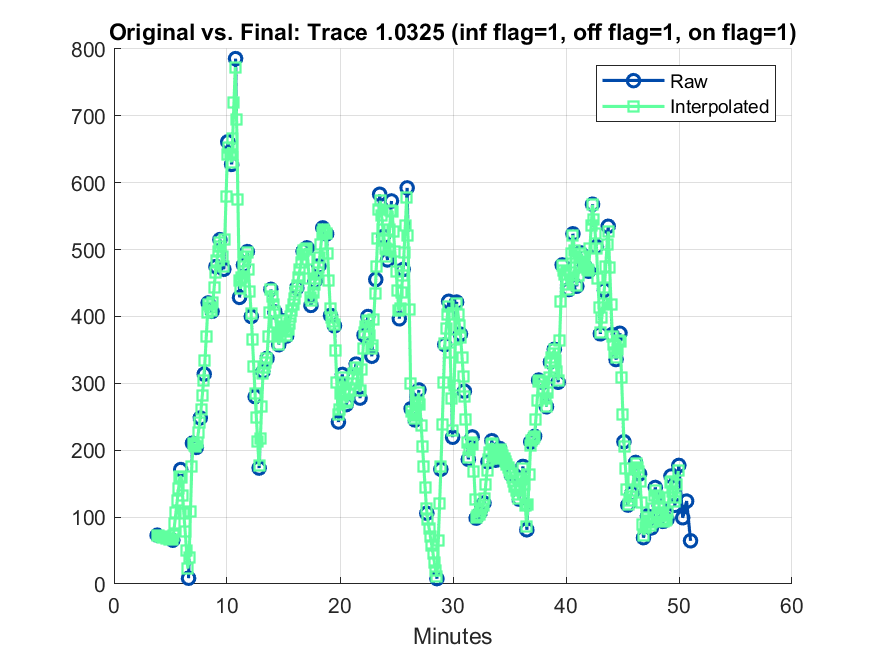 Original vs. Final: Trace 1.0325 (inf flag=1, off flag=1, on flag=1)
800
700
600
500
400
300
200
100
0
Raw
Interpolated
0 10 20 30 40 50 60
Minutes